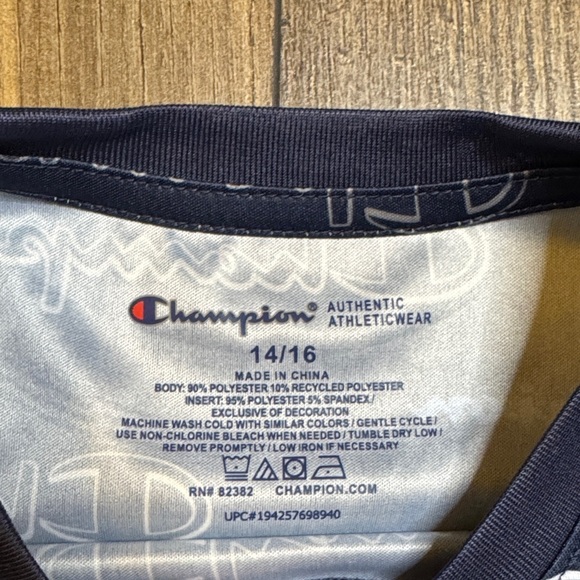 Champion® AUTHENTIC
ATHLETICWEAR
14/16
MADE IN CHINA
BODY: 90% POLYESTER 10% RECYCLED POLYESTER
INSERT: 95% POLYESTER 5% SPANDEX/
EXCLUSIVE OF DECORATION
MACHINE WASH COLD WITH SIMILAR COLORS / GENTLE CYCLE/
USE NON-CHLORINE BLEACH WHEN NEEDED / TUMBLE DRY LOW /
REMOVE PROMPTLY / LOW IRON IF NECESSARY
RN# 82382 CHAMPION.COM
UPC#194257698940